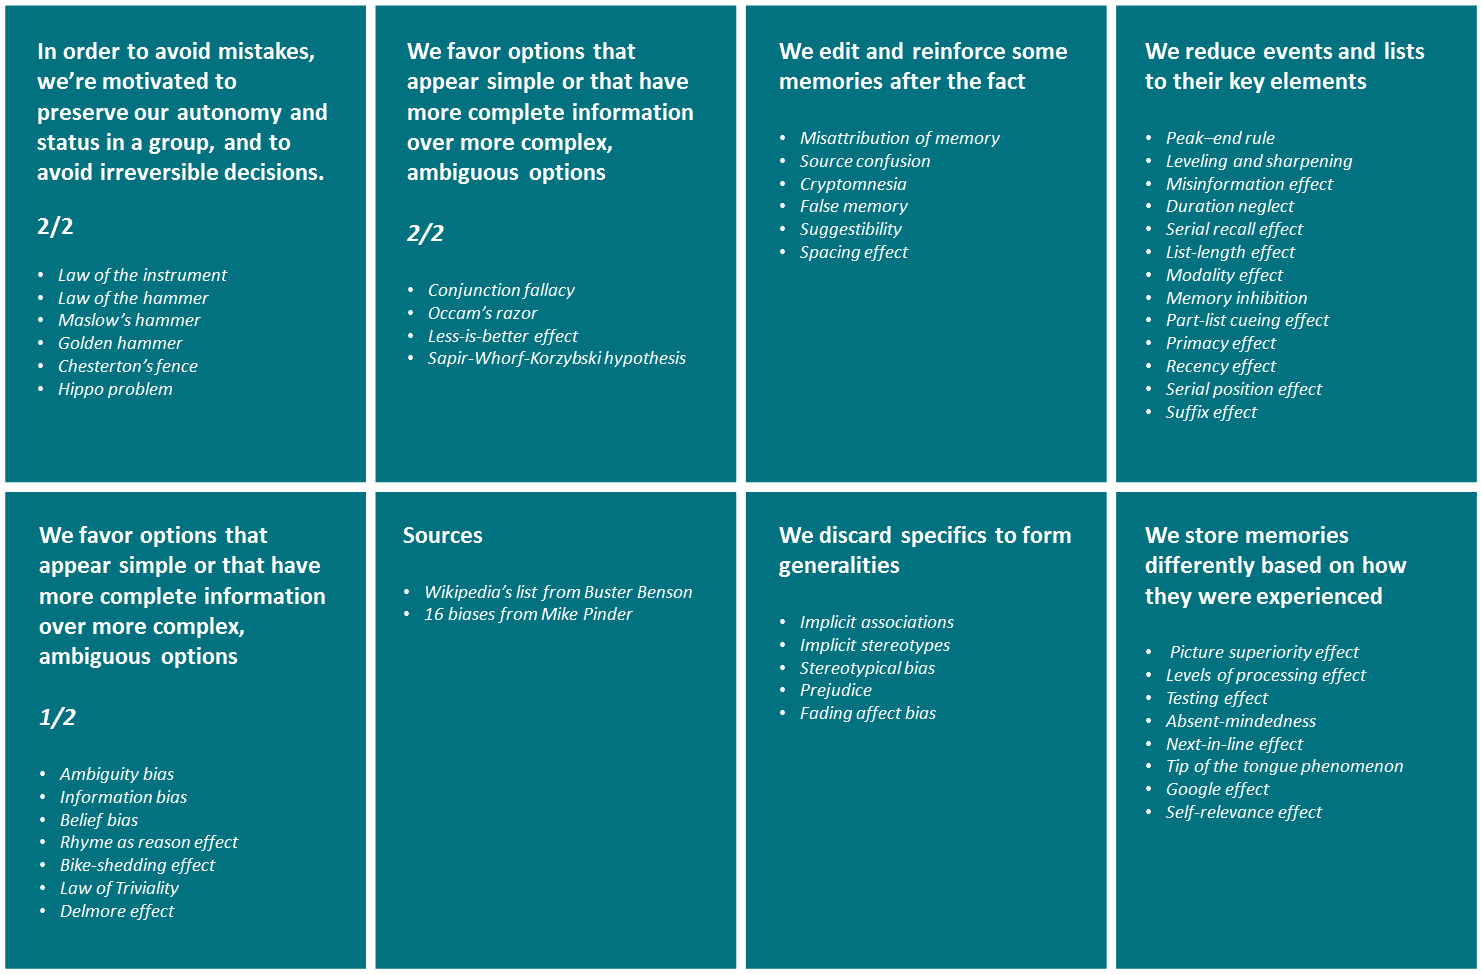 In order to avoid mistakes,
we’re motivated to
preserve our autonomy and
status in a group, and to
avoid irreversible decisions.
2/2
• Law of the instrument
• Law of the hammer
• Maslow’s hammer
• Golden hammer
• Chesterton’s fence
• Hippo problem
We favor options that
appear simple or that have
more complete information
over more complex,
ambiguous options
2/2
• Conjunction fallacy
• Occam’s razor
• Less-is-better effect
• Sapir-Whorf-Korzybski hypothesis
We edit and reinforce some
memories after the fact
• Misattribution of memory
• Source confusion
• Cryptomnesia
• False memory
• Suggestibility
• Spacing effect
We reduce events and lists
to their key elements
• Peak–end rule
• Leveling and sharpening
• Misinformation effect
• Duration neglect
• Serial recall effect
• List-length effect
• Modality effect
• Memory inhibition
• Part-list cueing effect
• Primacy effect
• Recency effect
• Serial position effect
• Suffix effect
We favor options that
appear simple or that have
more complete information
over more complex,
ambiguous options
1/2
• Ambiguity bias
• Information bias
• Belief bias
• Rhyme as reason effect
• Bike-shedding effect
• Law of Triviality
• Delmore effect
Sources
• Wikipedia’s list from Buster Benson
• 16 biases from Mike Pinder
We discard specifics to form
generalities
• Implicit associations
• Implicit stereotypes
• Stereotypical bias
• Prejudice
• Fading affect bias
We store memories
differently based on how
they were experienced
• Picture superiority effect
• Levels of processing effect
• Testing effect
• Absent-mindedness
• Next-in-line effect
• Tip of the tongue phenomenon
• Google effect
• Self-relevance effect